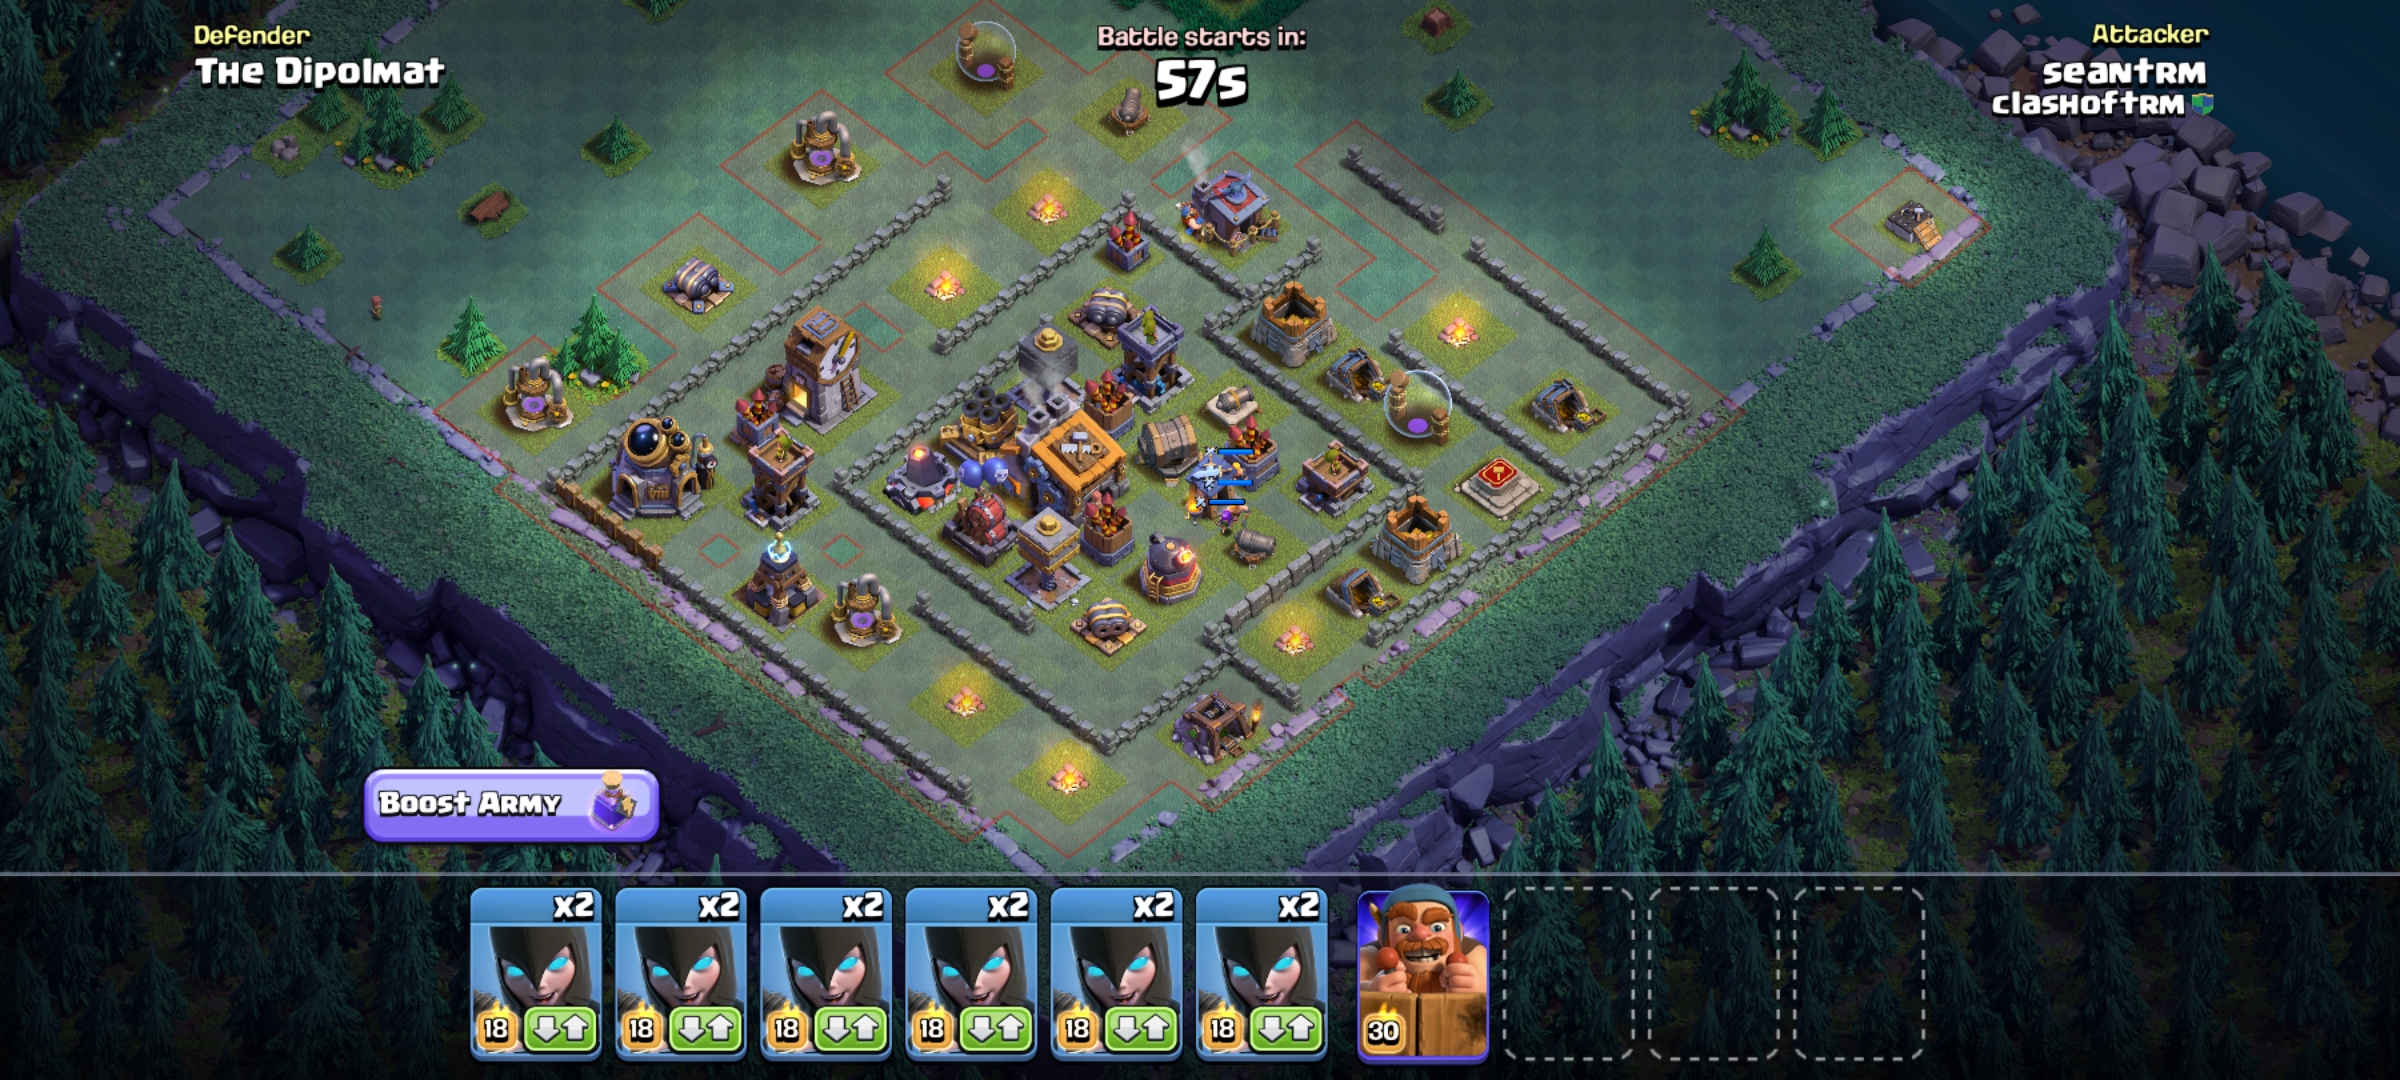 Defender
The Dipolmat
Battle starts in:
57s
Attacker
seantrm
clashoftrm
Boost Army
x2
x2
x2
x2
x2
x2
18
18
18
18
18
18
30